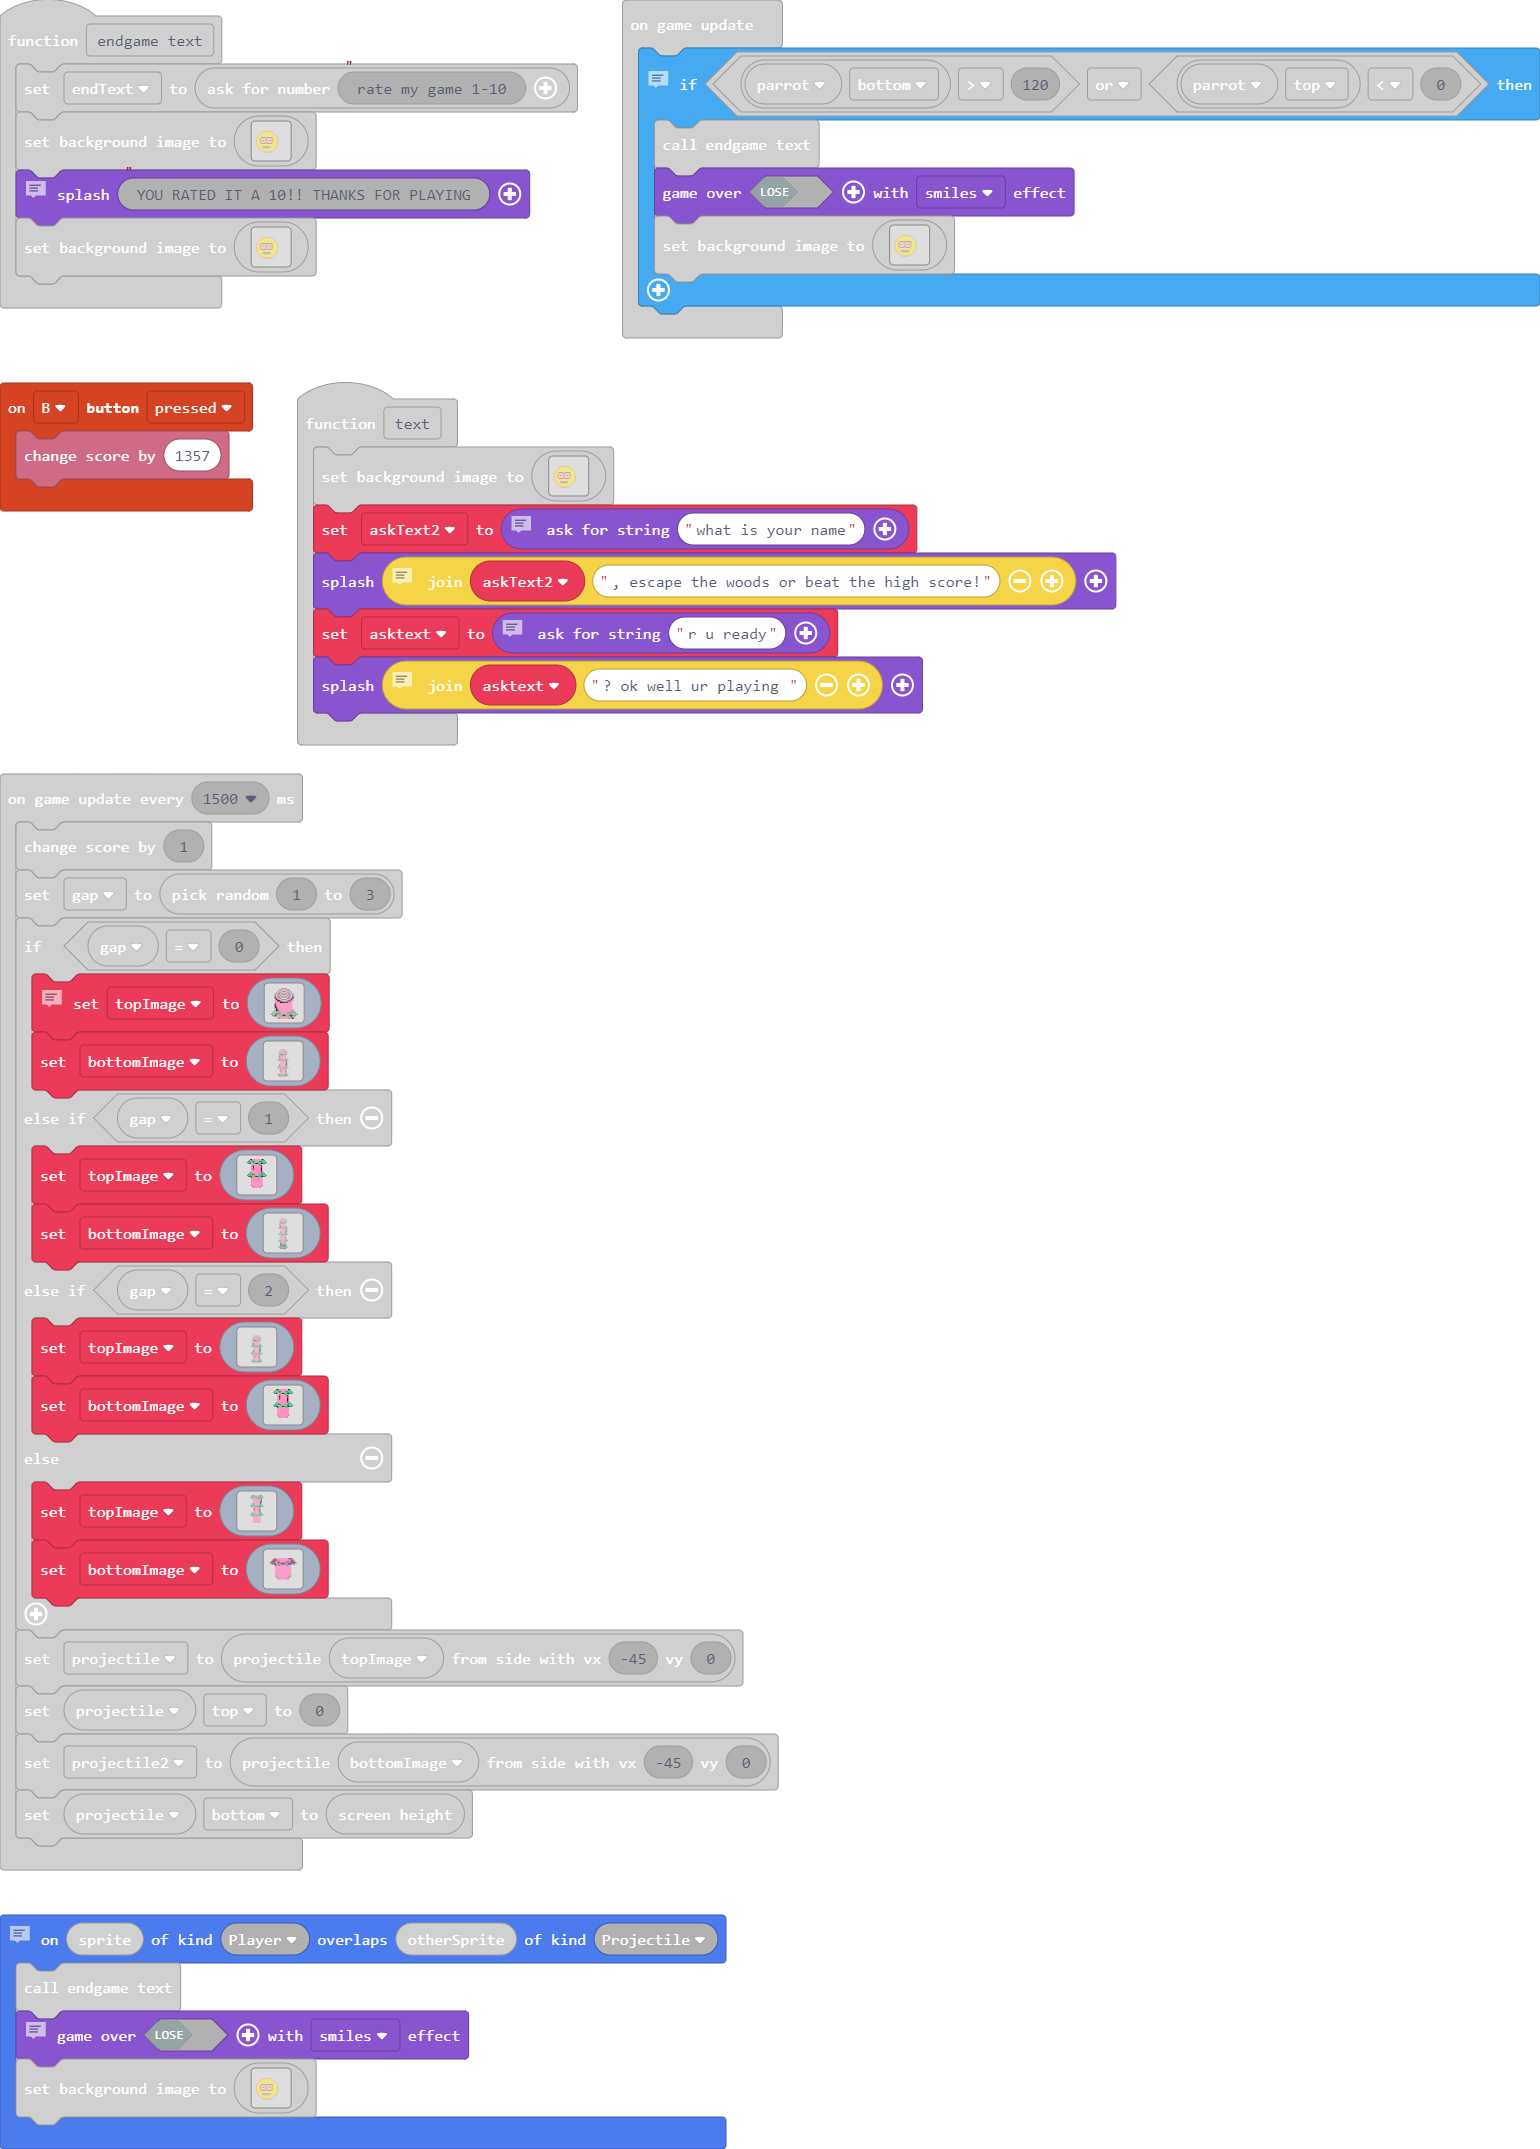 function endgame text
set endText to ask for number "rate my game 1-10
set background image to
splash "YOU RATED IT A 10!! THANKS FOR PLAYING
set background image to
on game update
if parrot bottom > 120 or parrot top < 0 then
call endgame text
game over LOSE with smiles effect
set background image to
on B button pressed
change score by 1357
function text
set background image to
set askText2 to ask for string "what is your name"
splash join askText2 ", escape the woods or beat the high score!"
set asktext to ask for string "r u ready"
splash join asktext "? ok well ur playing "
on game update every 1500 ms
change score by 1
set gap to pick random 1 to 3
if gap = 0 then
set topImage to
set bottomImage to
else if gap = 1 then
set topImage to
set bottomImage to
else if gap = 2 then
set topImage to
set bottomImage to
else
set topImage to
set bottomImage to
set projectile to projectile topImage from side with vx -45 vy 0
set projectile top to 0
set projectile2 to projectile bottomImage from side with vx -45 vy 0
set projectile bottom to screen height
on sprite of kind Player overlaps otherSprite of kind Projectile
call endgame text
game over LOSE with smiles effect
set background image to